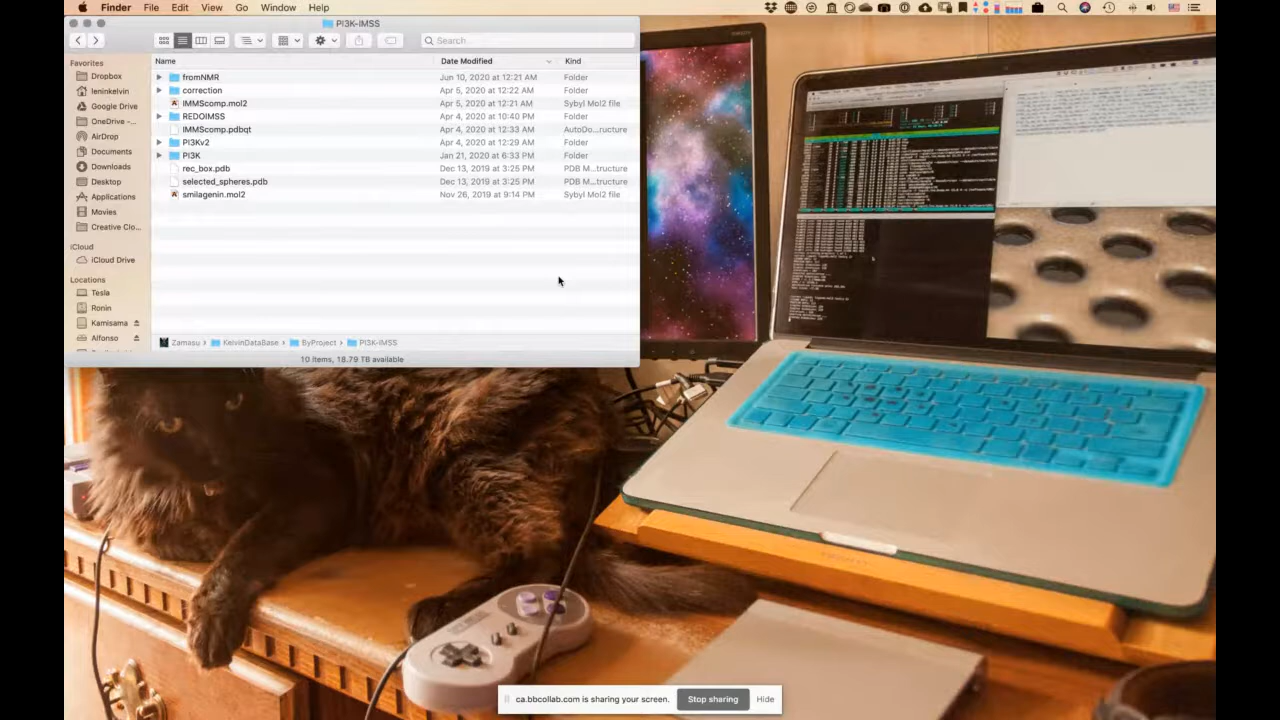 Finder File Edit View Go Window Help
PI3K-IMSS
Search
Name Date Modified Kind
Favorites
Dropbox
leninkelvin
Google Drive
OneDrive -...
AirDrop
Documents
Downloads
Desktop
Applications
Movies
Creative Clo...
iCloud
iCloud Drive
Locations
Tesla
Ronin
Kamisama
Alfonso
fromNMR Jun 10, 2020 at 12:21 AM Folder
correction Apr 5, 2020 at 12:22 AM Folder
IMMScomp.mol2 Apr 5, 2020 at 12:21 AM Sybyl Mol2 file
REDOIMSS Apr 4, 2020 at 10:40 PM Folder
IMMScomp.pdbqt Apr 4, 2020 at 12:33 AM AutoDo...ructure
PI3Kv2 Apr 4, 2020 at 12:29 AM Folder
PI3K Jan 21, 2020 at 6:33 PM Folder
rec_box.pdb Dec 13, 2019 at 3:25 PM PDB M...tructure
selected_spheres.pdb Dec 13, 2019 at 3:25 PM PDB M...tructure
smilagenin.mol2 Nov 26, 2019 at 9:14 PM Sybyl Mol2 file
Zamasu › KelvinDataBase › ByProject › PI3K-IMSS
10 items, 18.79 TB available
ca.bbcollab.com is sharing your screen. Stop sharing Hide